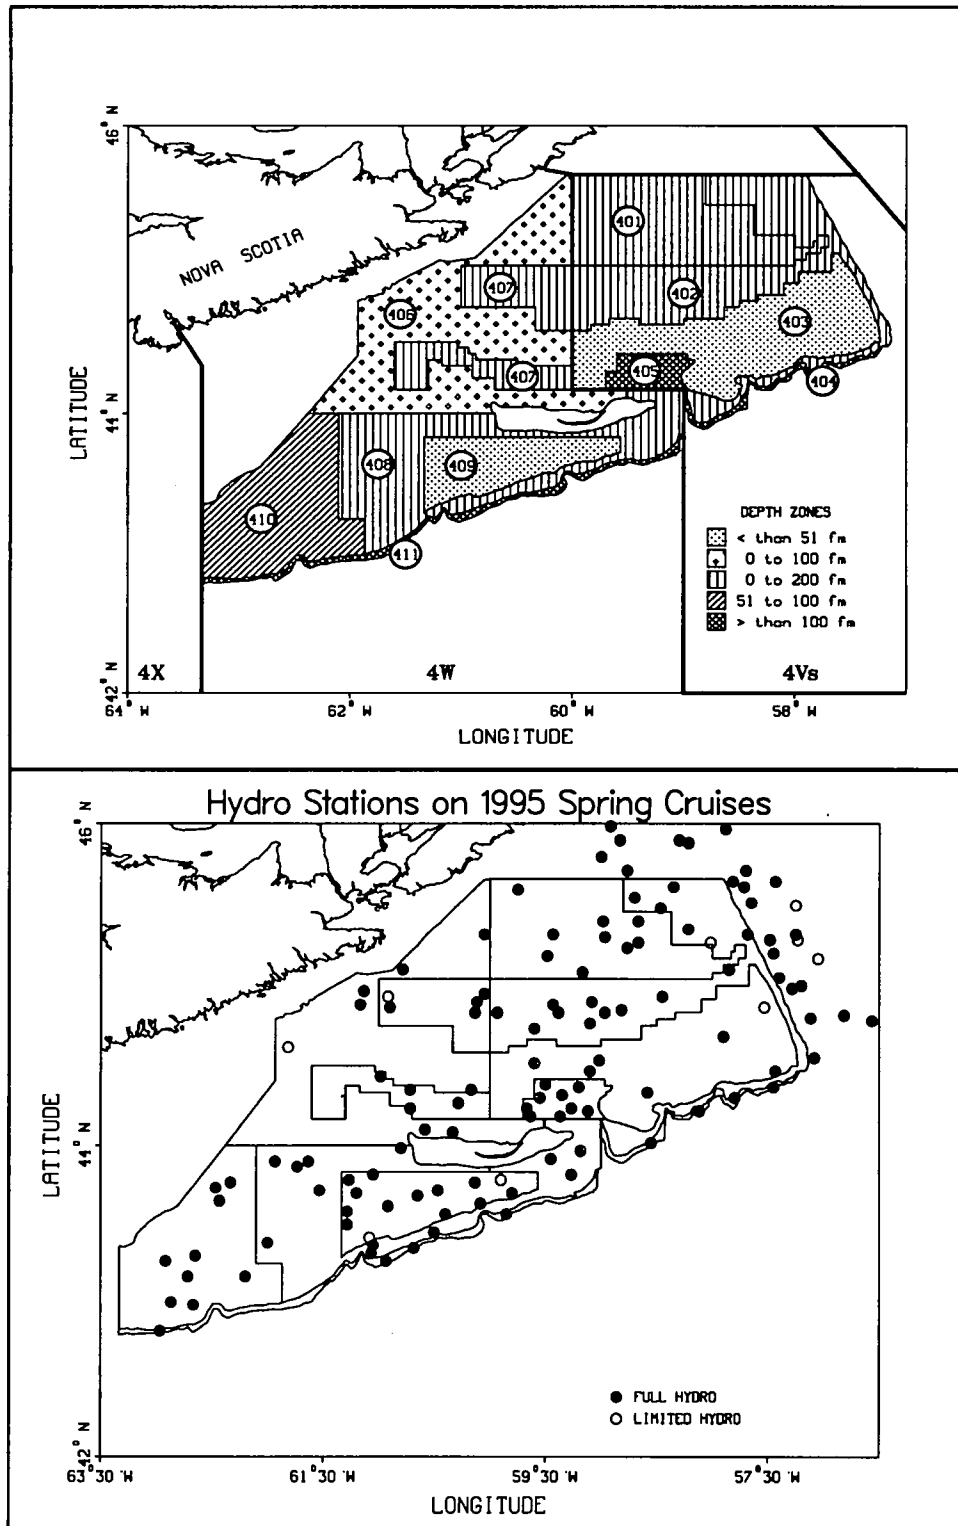 46° N
NOVA SCOTIA
401
407
402
406
403
405
407
404
44° N
LATITUDE
408
409
410
411
DEPTH ZONES
< than 51 fm
0 to 100 fm
0 to 200 fm
51 to 100 fm
> than 100 fm
4X
4W
4Vs
42° N
64° W
62° W
60° W
58° W
LONGITUDE
Hydro Stations on 1995 Spring Cruises
46° N
LATITUDE
44° N
FULL HYDRO
LIMITED HYDRO
42° N
63°30 'W
61°30 'W
59°30 'W
57°30 'W
LONGITUDE